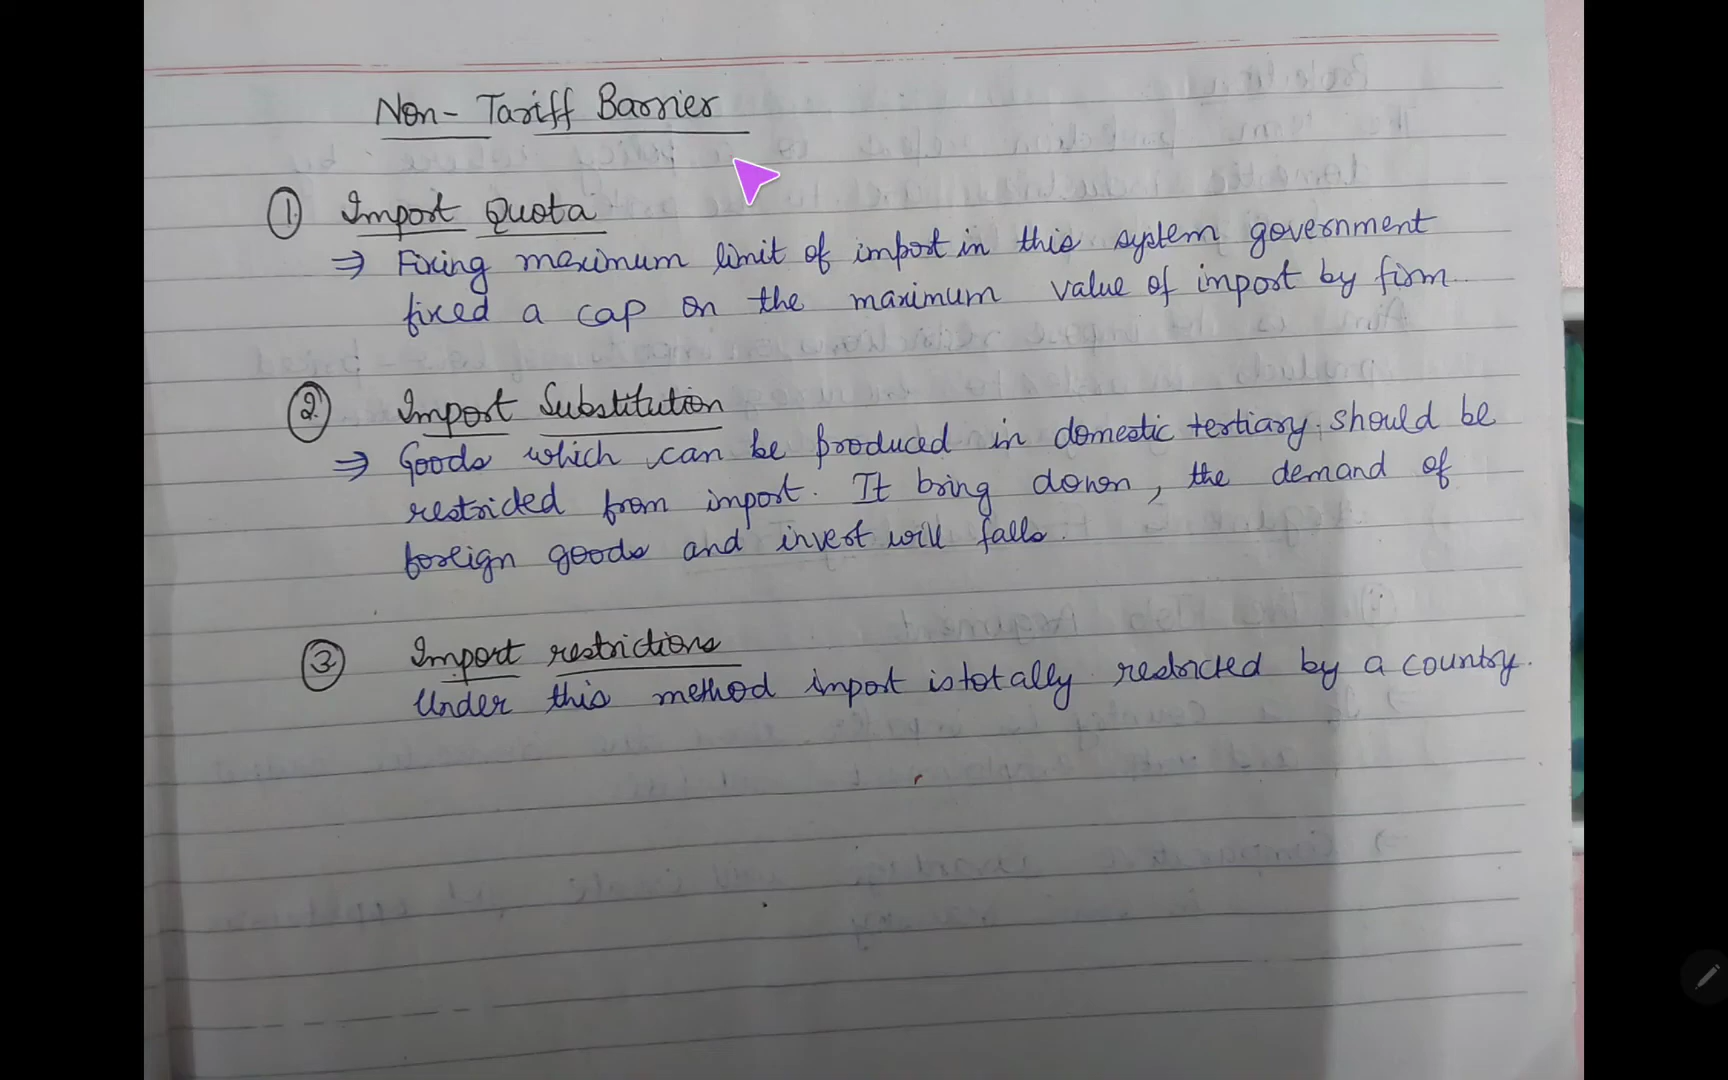 Non-Tariff Barrier
① Import Quota
⇒ Fixing maximum limit of import in this system government
fixed a cap on the maximum value of import by firm.
② Import Substitution
⇒ Goods which can be produced in domestic tertiary, should be
restricted from import. It bring down, the demand of
foreign goods and invest will falls.
③ Import restrictions
Under this method import is totally restricted by a country.